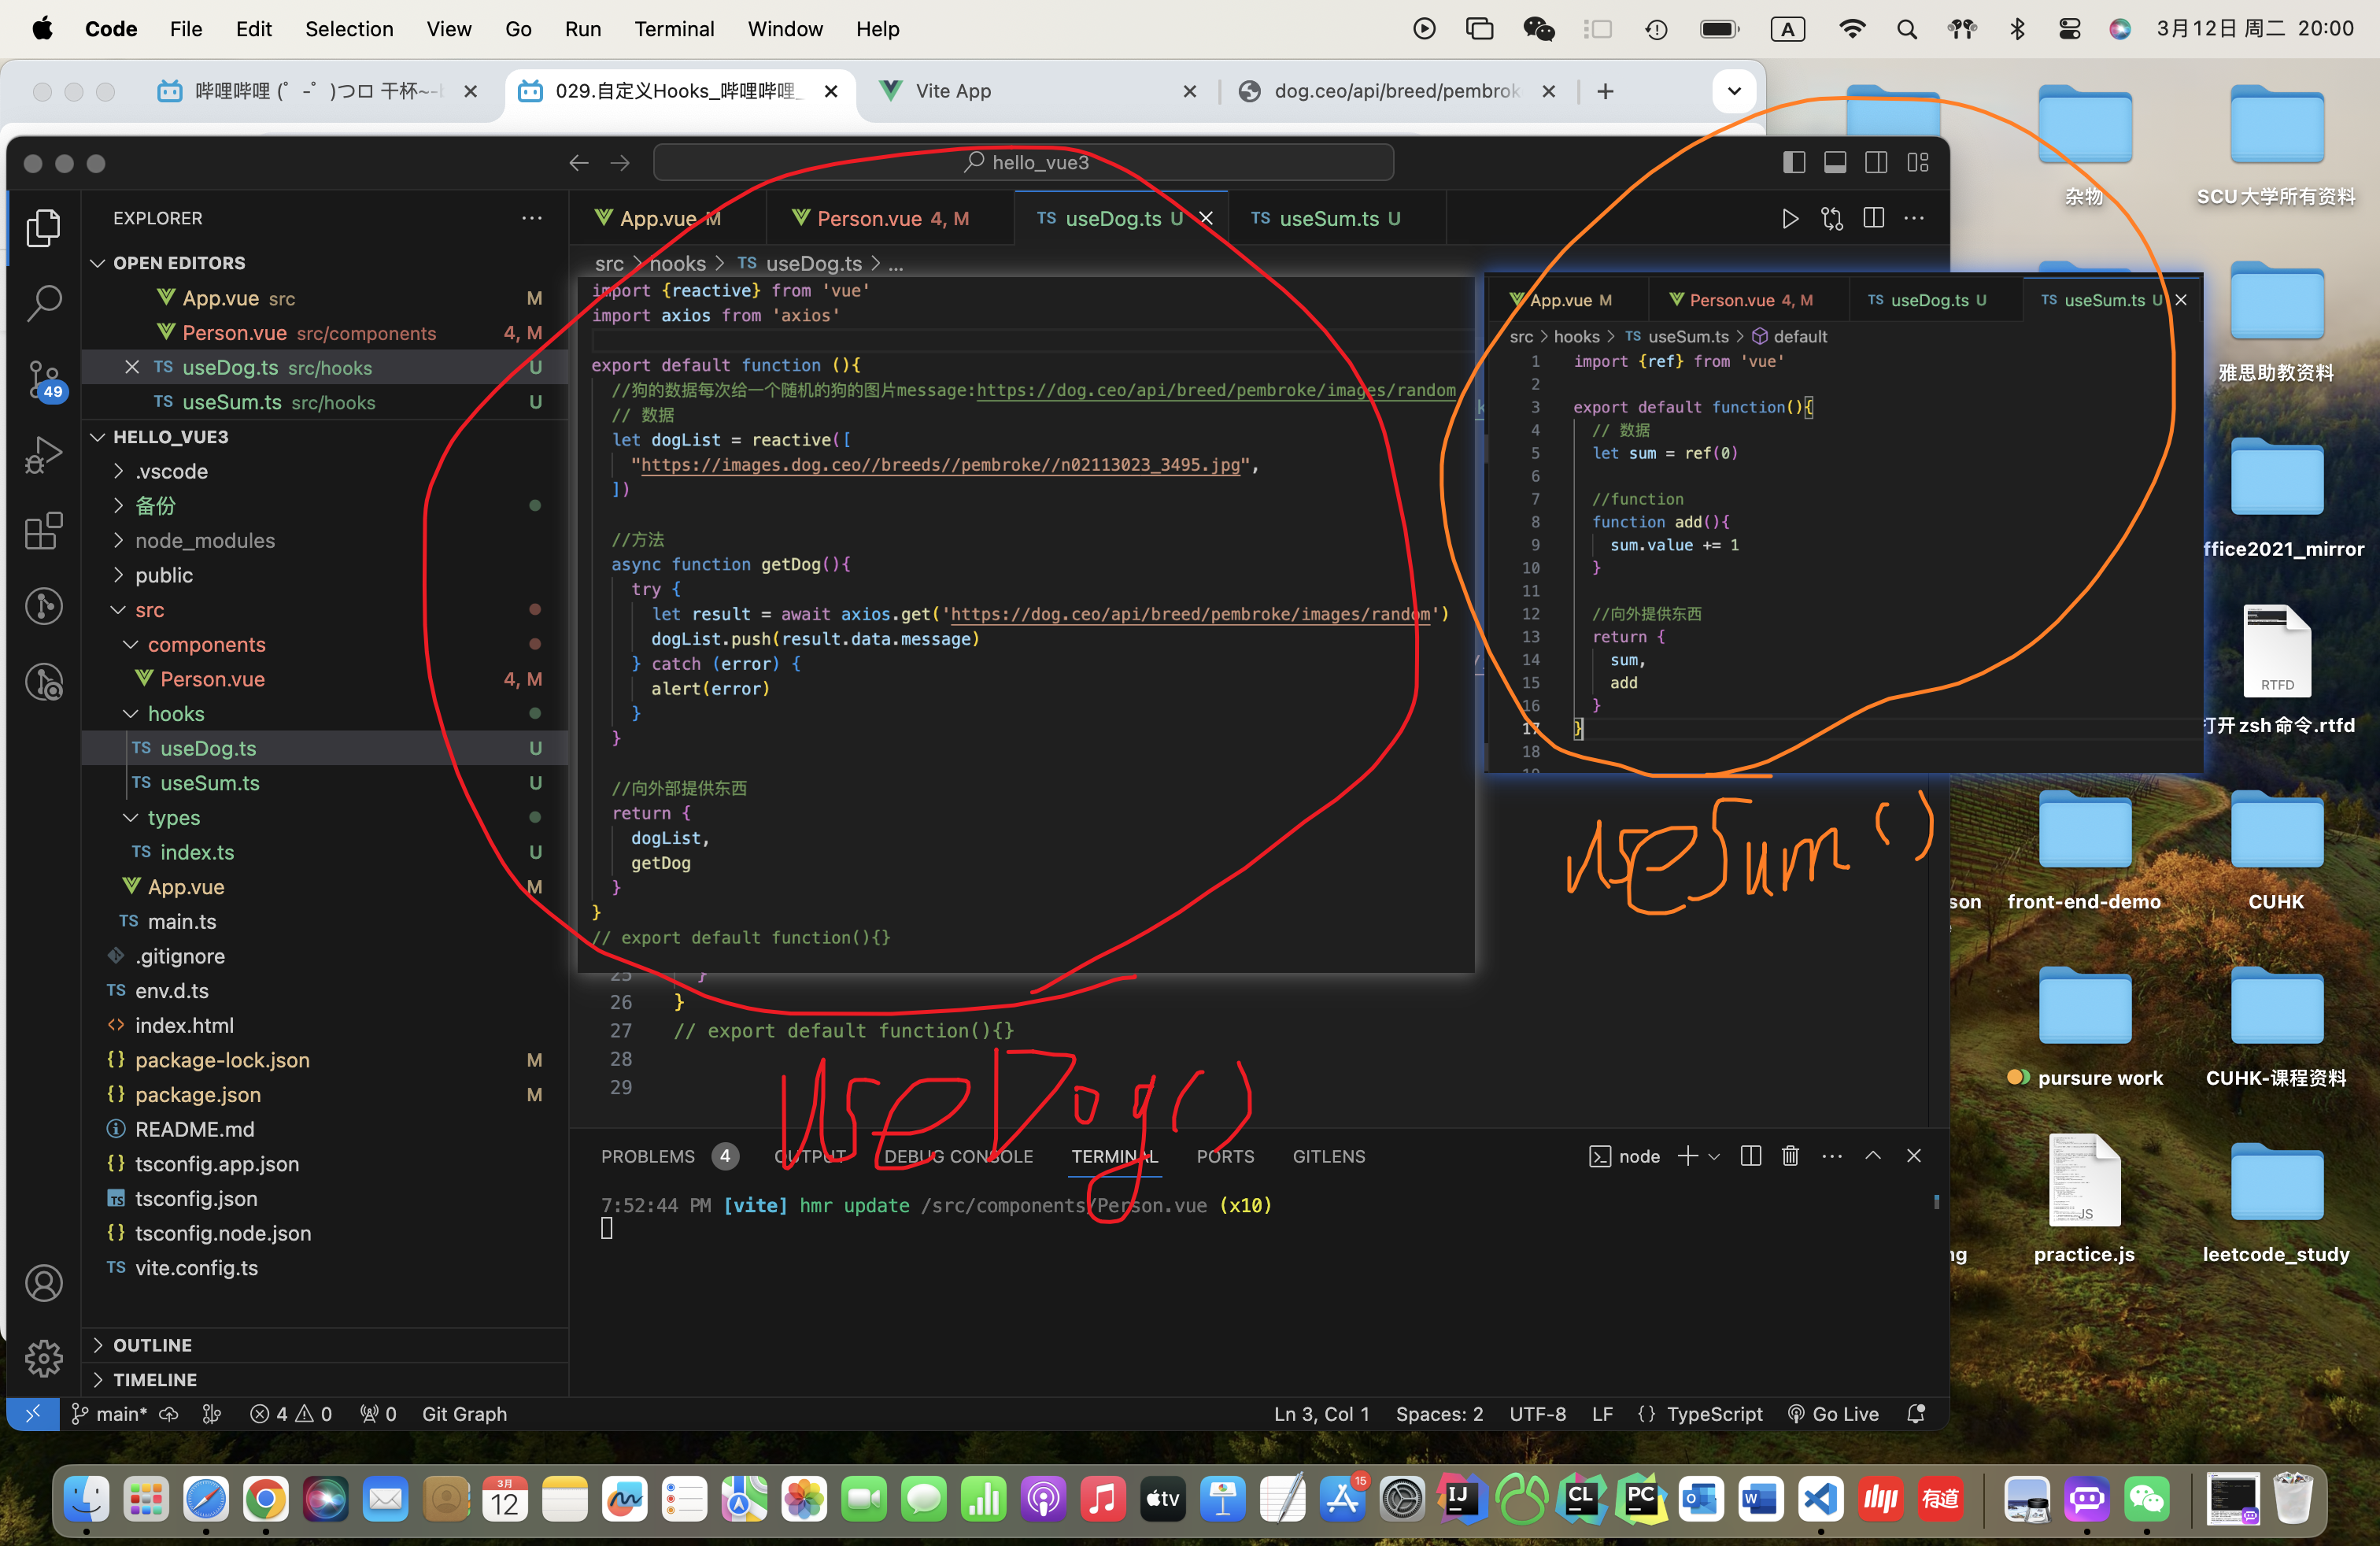 Code File Edit Selection View Go Run Terminal Window Help
A
3月12日 周二 20:00
哔哩哔哩 (゜-゜)つロ 干杯~-b
029.自定义Hooks_哔哩哔哩_
Vite App
dog.ceo/api/breed/pembrok
hello_vue3
EXPLORER
OPEN EDITORS
App.vue src M
Person.vue src/components 4, M
TS useDog.ts src/hooks U
TS useSum.ts src/hooks U
HELLO_VUE3
.vscode
备份
node_modules
public
src
components
Person.vue 4, M
hooks
TS useDog.ts U
TS useSum.ts U
types
TS index.ts U
App.vue M
TS main.ts
.gitignore
TS env.d.ts
<> index.html
{} package-lock.json M
{} package.json M
README.md
{} tsconfig.app.json
TS tsconfig.json
{} tsconfig.node.json
TS vite.config.ts
OUTLINE
TIMELINE
49
App.vue M
Person.vue 4, M
TS useDog.ts U
TS useSum.ts U
src > hooks > TS useDog.ts > ...
import {reactive} from 'vue'
import axios from 'axios'
export default function (){
//狗的数据每次给一个随机的狗的图片message:https://dog.ceo/api/breed/pembroke/images/random
// 数据
let dogList = reactive([
"https://images.dog.ceo//breeds//pembroke//n02113023_3495.jpg",
])
//方法
async function getDog(){
try {
let result = await axios.get('https://dog.ceo/api/breed/pembroke/images/random')
dogList.push(result.data.message)
} catch (error) {
alert(error)
}
}
//向外部提供东西
return {
dogList,
getDog
}
}
// export default function(){}
25 }
26 }
27 // export default function(){}
28
29
App.vue M
Person.vue 4, M
TS useDog.ts U
TS useSum.ts U
src > hooks > TS useSum.ts > default
1 import {ref} from 'vue'
2
3 export default function(){
4 // 数据
5 let sum = ref(0)
6
7 //function
8 function add(){
9 sum.value += 1
10 }
11
12 //向外提供东西
13 return {
14 sum,
15 add
16 }
17 }
18
19
useSum()
useDog()
PROBLEMS 4 OUTPUT DEBUG CONSOLE TERMINAL PORTS GITLENS
node
7:52:44 PM [vite] hmr update /src/components/Person.vue (x10)
main* 4 0 0 Git Graph
Ln 3, Col 1 Spaces: 2 UTF-8 LF {} TypeScript Go Live
杂物
SCU大学所有资料
雅思助教资料
ffice2021_mirror
RTFD
打开zsh命令.rtfd
son
front-end-demo
CUHK
pursure work
CUHK-课程资料
JS
ng
practice.js
leetcode_study
3月
12
tv
15
IJ
CL
PC
O
W
有道